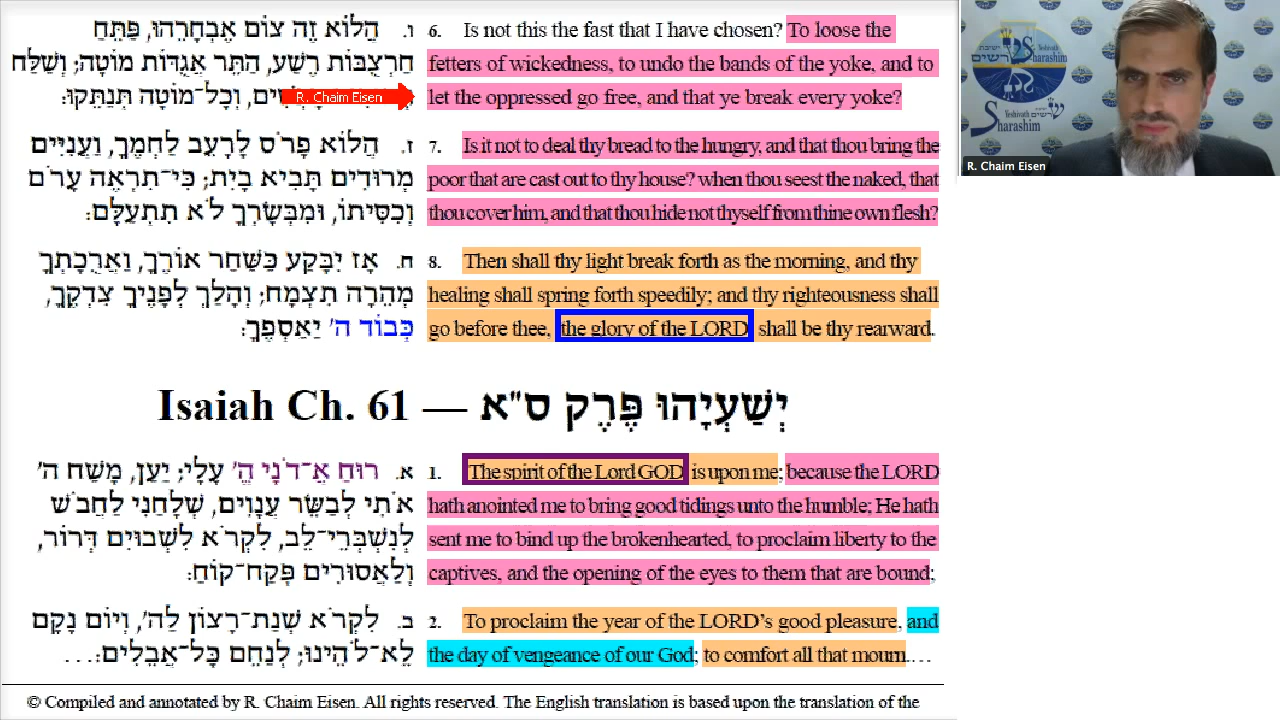 ו. הֲלוֹא זֶה צוֹם אֶבְחָרֵהוּ, פַּתֵּחַ
חַרְצֻבּוֹת רֶשַׁע, הַתֵּר אֲגֻדּוֹת מוֹטָה; וְשַׁלַּח
וְכָל־מוֹטָה תְּנַתֵּקוּ:
R. Chaim Eisen
6. Is not this the fast that I have chosen? To loose the
fetters of wickedness, to undo the bands of the yoke, and to
let the oppressed go free, and that ye break every yoke?
ז. הֲלוֹא פָרֹס לָרָעֵב לַחְמֶךָ, וַעֲנִיִּים
מְרוּדִים תָּבִיא בָיִת; כִּי־תִרְאֶה עָרֹם
וְכִסִּיתוֹ, וּמִבְּשָׂרְךָ לֹא תִתְעַלָּם:
7. Is it not to deal thy bread to the hungry, and that thou bring the
poor that are cast out to thy house? when thou seest the naked, that
thou cover him, and that thou hide not thyself from thine own flesh?
ח. אָז יִבָּקַע כַּשַּׁחַר אוֹרֶךָ, וַאֲרֻכָתְךָ
מְהֵרָה תִצְמָח; וְהָלַךְ לְפָנֶיךָ צִדְקֶךָ,
כְּבוֹד ה' יַאַסְפֶךָ:
8. Then shall thy light break forth as the morning, and thy
healing shall spring forth speedily; and thy righteousness shall
go before thee, the glory of the LORD shall be thy rearward.
Isaiah Ch. 61 — יְשַׁעְיָהוּ פֶּרֶק ס"א
א. רוּחַ אֲ־דֹנָי הֱ' עָלָי; יַעַן, מָשַׁח ה'
אֹתִי לְבַשֵּׂר עֲנָוִים, שְׁלָחַנִי לַחֲבֹשׁ
לְנִשְׁבְּרֵי־לֵב, לִקְרֹא לִשְׁבוּיִם דְּרוֹר,
וְלַאֲסוּרִים פְּקַח־קוֹחַ:
1. The spirit of the Lord GOD is upon me; because the LORD
hath anointed me to bring good tidings unto the humble; He hath
sent me to bind up the brokenhearted, to proclaim liberty to the
captives, and the opening of the eyes to them that are bound;
ב. לִקְרֹא שְׁנַת־רָצוֹן לַה', וְיוֹם נָקָם
לֵא־לֹהֵינוּ; לְנַחֵם כָּל־אֲבֵלִים:...
2. To proclaim the year of the LORD’s good pleasure, and
the day of vengeance of our God; to comfort all that mourn....
© Compiled and annotated by R. Chaim Eisen. All rights reserved. The English translation is based upon the translation of the
Yeshivath
Sharashim
Yeshivath
Sharashim
R. Chaim Eisen